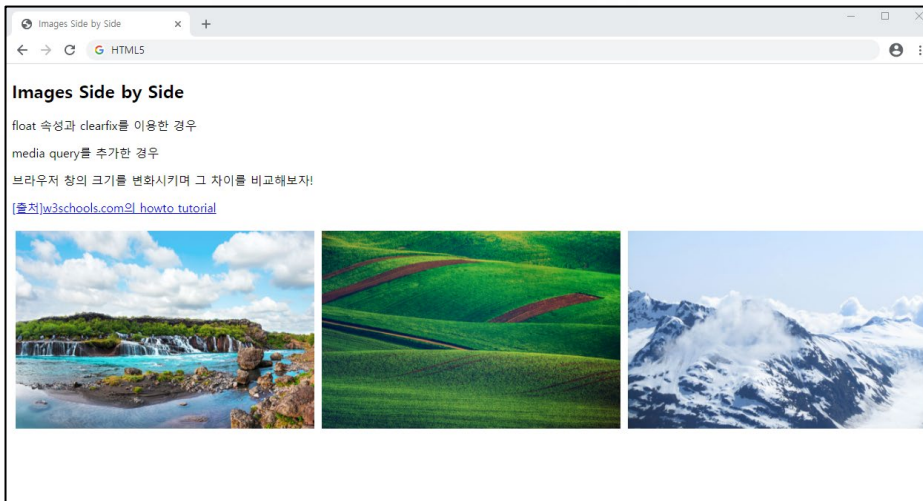 Images Side by Side
HTML5
Images Side by Side
float 속성과 clearfix를 이용한 경우
media query를 추가한 경우
브라우저 창의 크기를 변화시키며 그 차이를 비교해보자!
[출처]w3schools.com의 howto tutorial